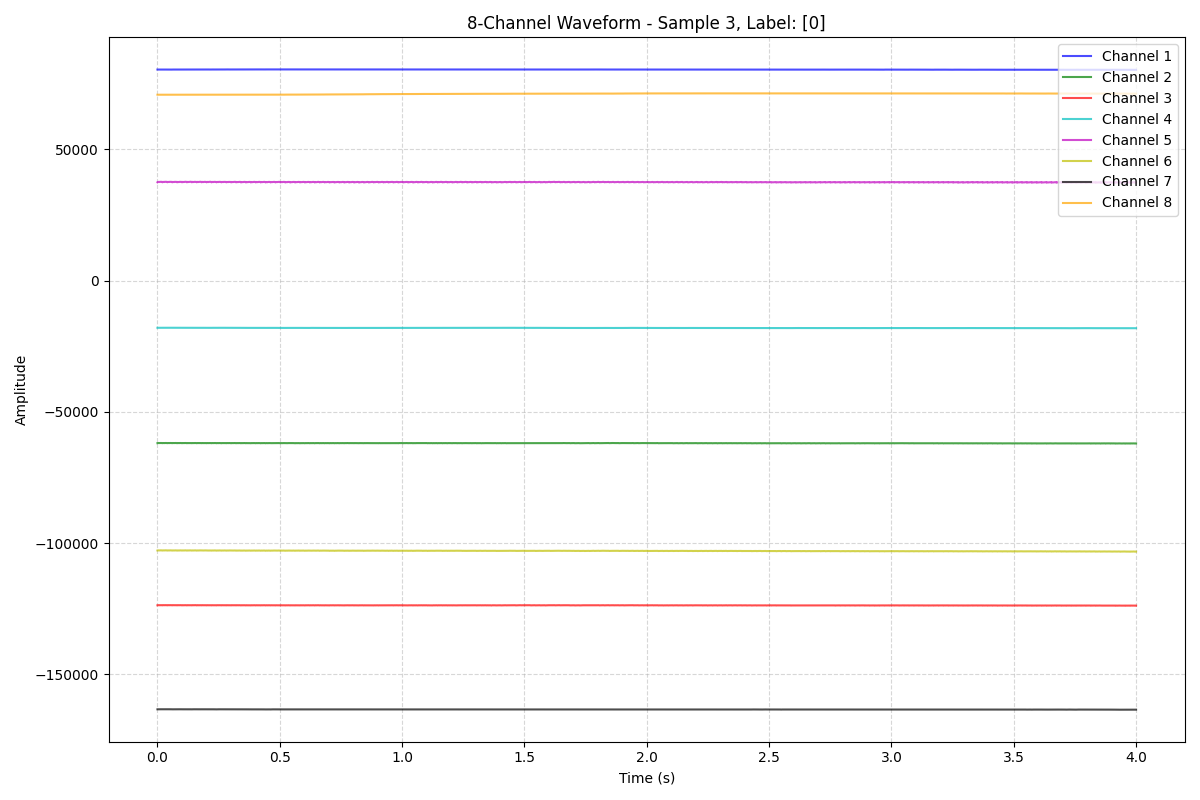 8-Channel Waveform - Sample 3, Label: [0]
Channel 1
Channel 2
Channel 3
Channel 4
Channel 5
Channel 6
Channel 7
Channel 8
50000
0
−50000
−100000
−150000
Amplitude
0.0 0.5 1.0 1.5 2.0 2.5 3.0 3.5 4.0
Time (s)